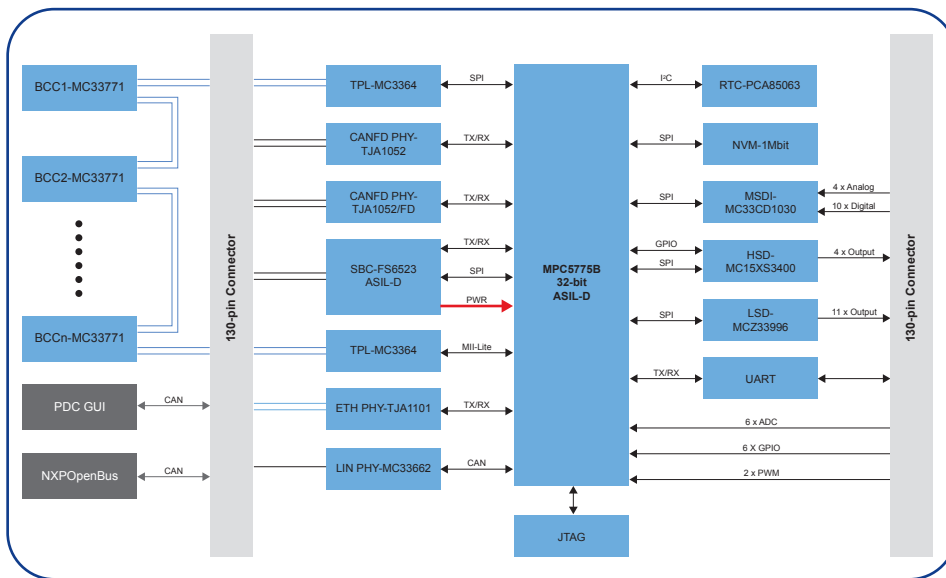 BCC1-MC33771
BCC2-MC33771
BCCn-MC33771
PDC GUI
CAN
NXPOpenBus
CAN
130-pin Connector
TPL-MC3364
SPI
CANFD PHY-
TJA1052
TX/RX
CANFD PHY-
TJA1052/FD
TX/RX
SBC-FS6523
ASIL-D
TX/RX
SPI
PWR
TPL-MC3364
MII-Lite
ETH PHY-TJA1101
TX/RX
LIN PHY-MC33662
CAN
MPC5775B
32-bit
ASIL-D
JTAG
I²C
RTC-PCA85063
SPI
NVM-1Mbit
SPI
MSDI-
MC33CD1030
4 x Analog
10 x Digital
GPIO
SPI
HSD-
MC15XS3400
4 x Output
SPI
LSD-
MCZ33996
11 x Output
TX/RX
UART
6 x ADC
6 X GPIO
2 x PWM
130-pin Connector